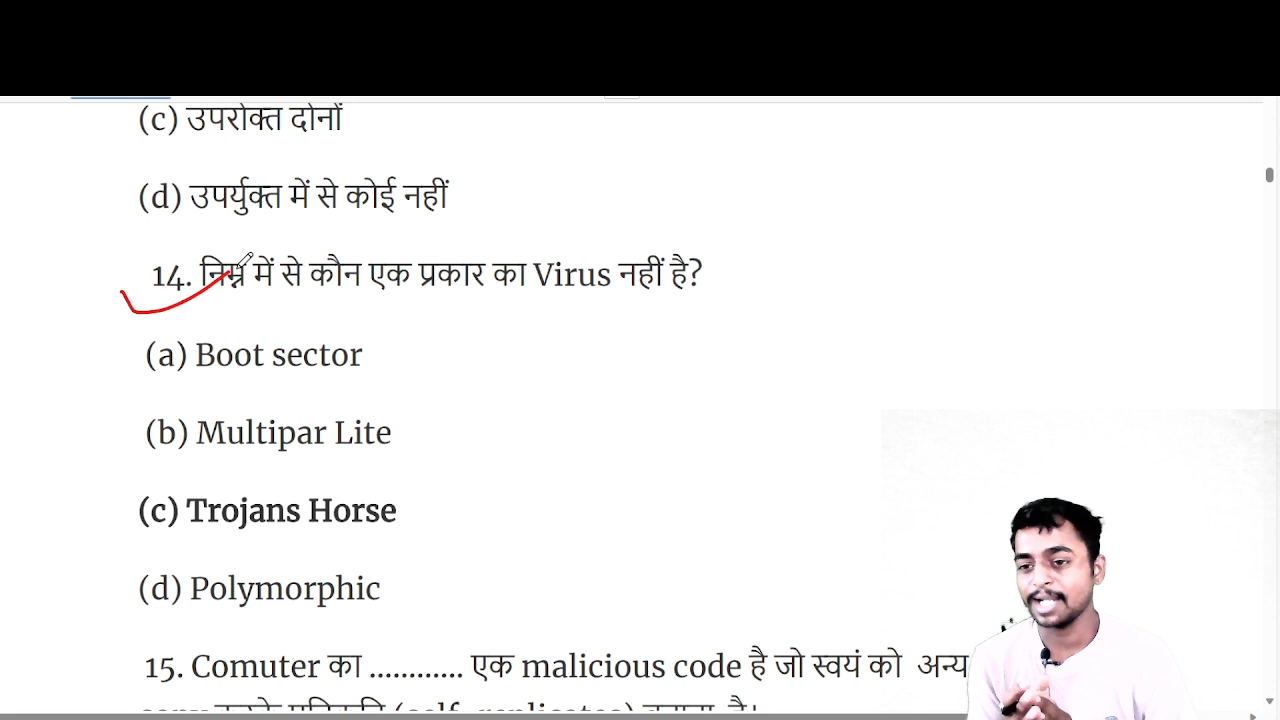 (c) उपरोक्त दोनों
(d) उपर्युक्त में से कोई नहीं
14. निम्न में से कौन एक प्रकार का Virus नहीं है?
(a) Boot sector
(b) Multipar Lite
(c) Trojans Horse
(d) Polymorphic
15. Comuter का ............ एक malicious code है जो स्वयं को अन्य